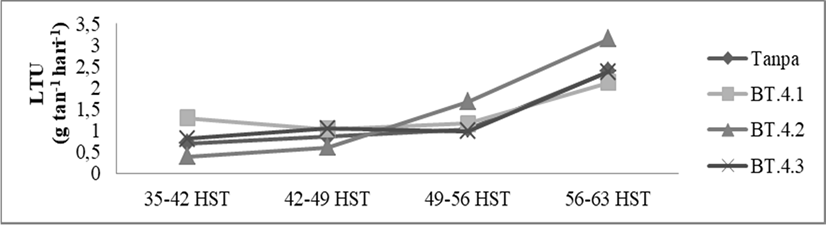 LTU
(g tan⁻¹ hari⁻¹)
3,5
3
2,5
2
1,5
1
0,5
0
35-42 HST
42-49 HST
49-56 HST
56-63 HST
Tanpa
BT.4.1
BT.4.2
BT.4.3